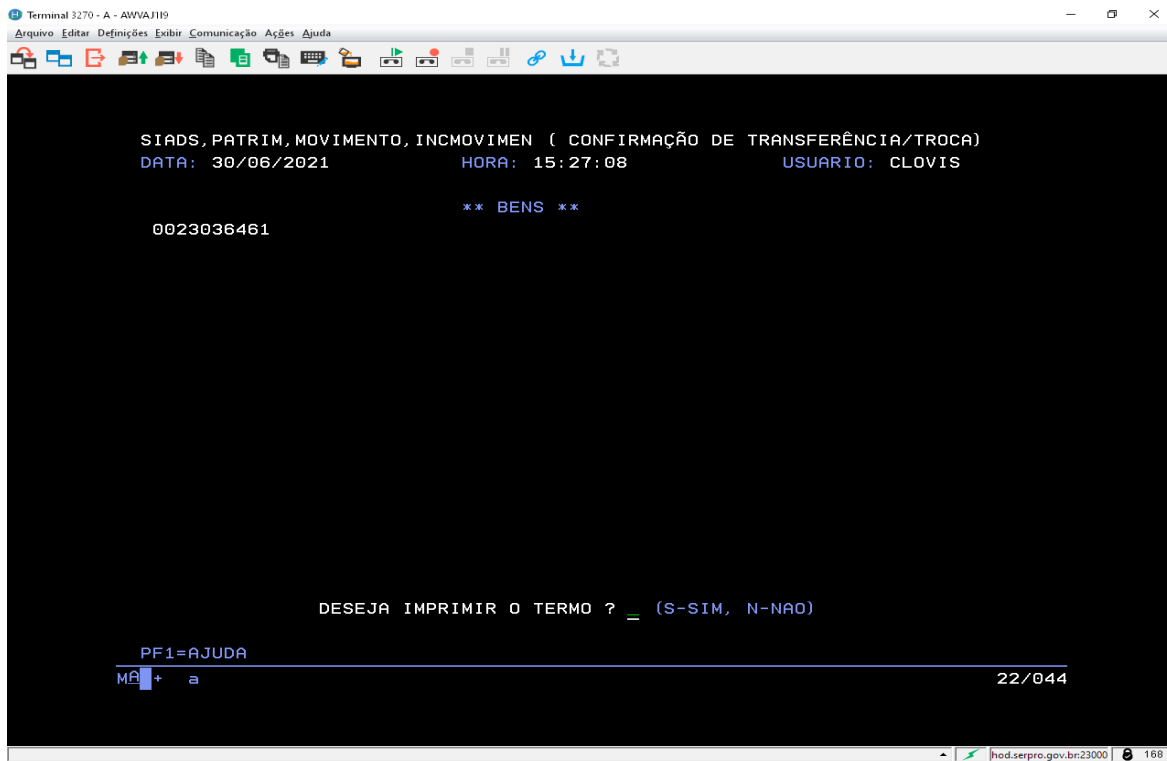 Terminal 3270 - A - AWVAJ1I9
Arquivo Editar Definições Exibir Comunicação Ações Ajuda
SIADS,PATRIM,MOVIMENTO,INCMOVIMEN ( CONFIRMAÇÃO DE TRANSFERÊNCIA/TROCA)
DATA: 30/06/2021 HORA: 15:27:08 USUARIO: CLOVIS
** BENS **
0023036461
DESEJA IMPRIMIR O TERMO ? _ (S-SIM, N-NAO)
PF1=AJUDA
MA + a 22/044
hod.serpro.gov.br:23000 168